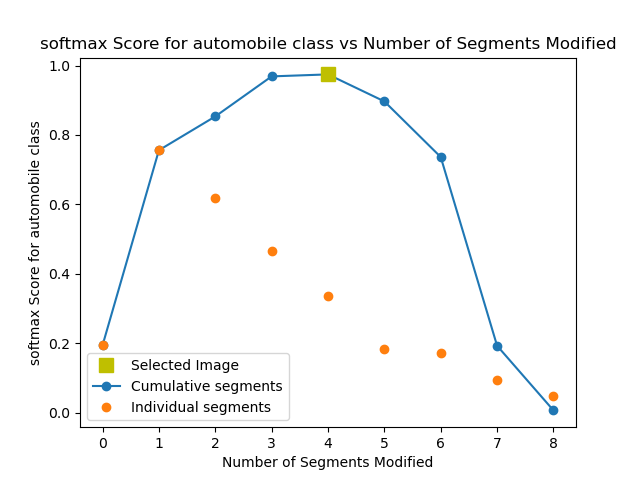 softmax Score for automobile class vs Number of Segments Modified
softmax Score for automobile class
1.0
0.8
0.6
0.4
0.2
0.0
Selected Image
Cumulative segments
Individual segments
0 1 2 3 4 5 6 7 8
Number of Segments Modified